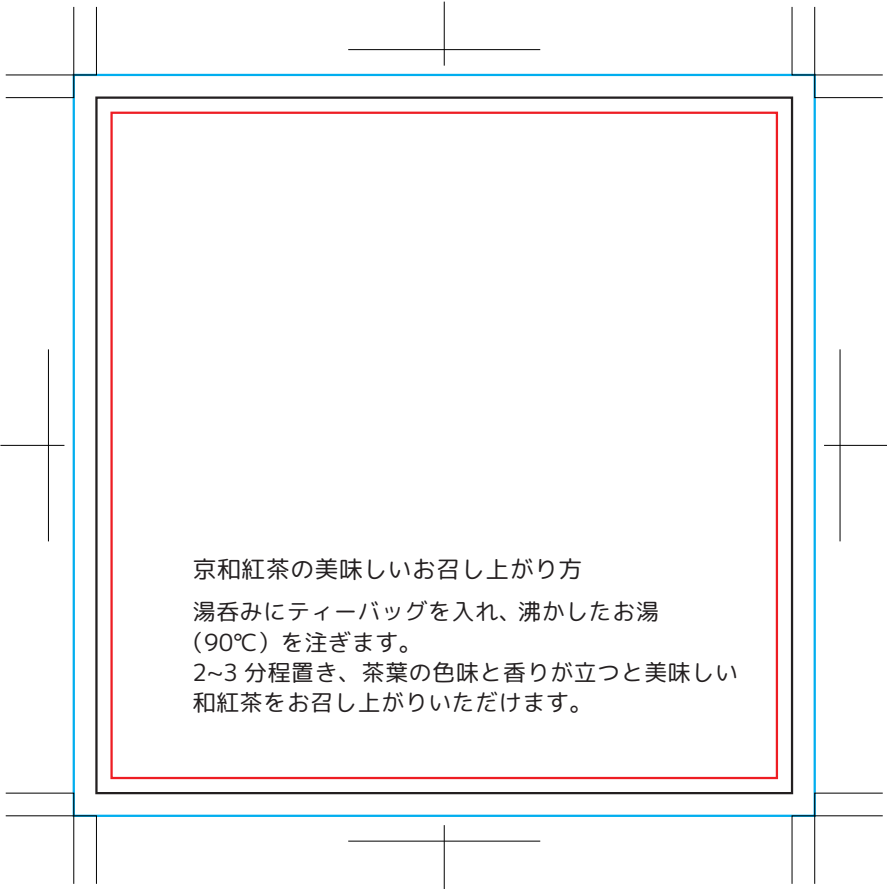 京和紅茶の美味しいお召し上がり方
湯呑みにティーバッグを入れ、沸かしたお湯
（90℃）を注ぎます。
2~3 分程置き、茶葉の色味と香りが立つと美味しい
和紅茶をお召し上がりいただけます。